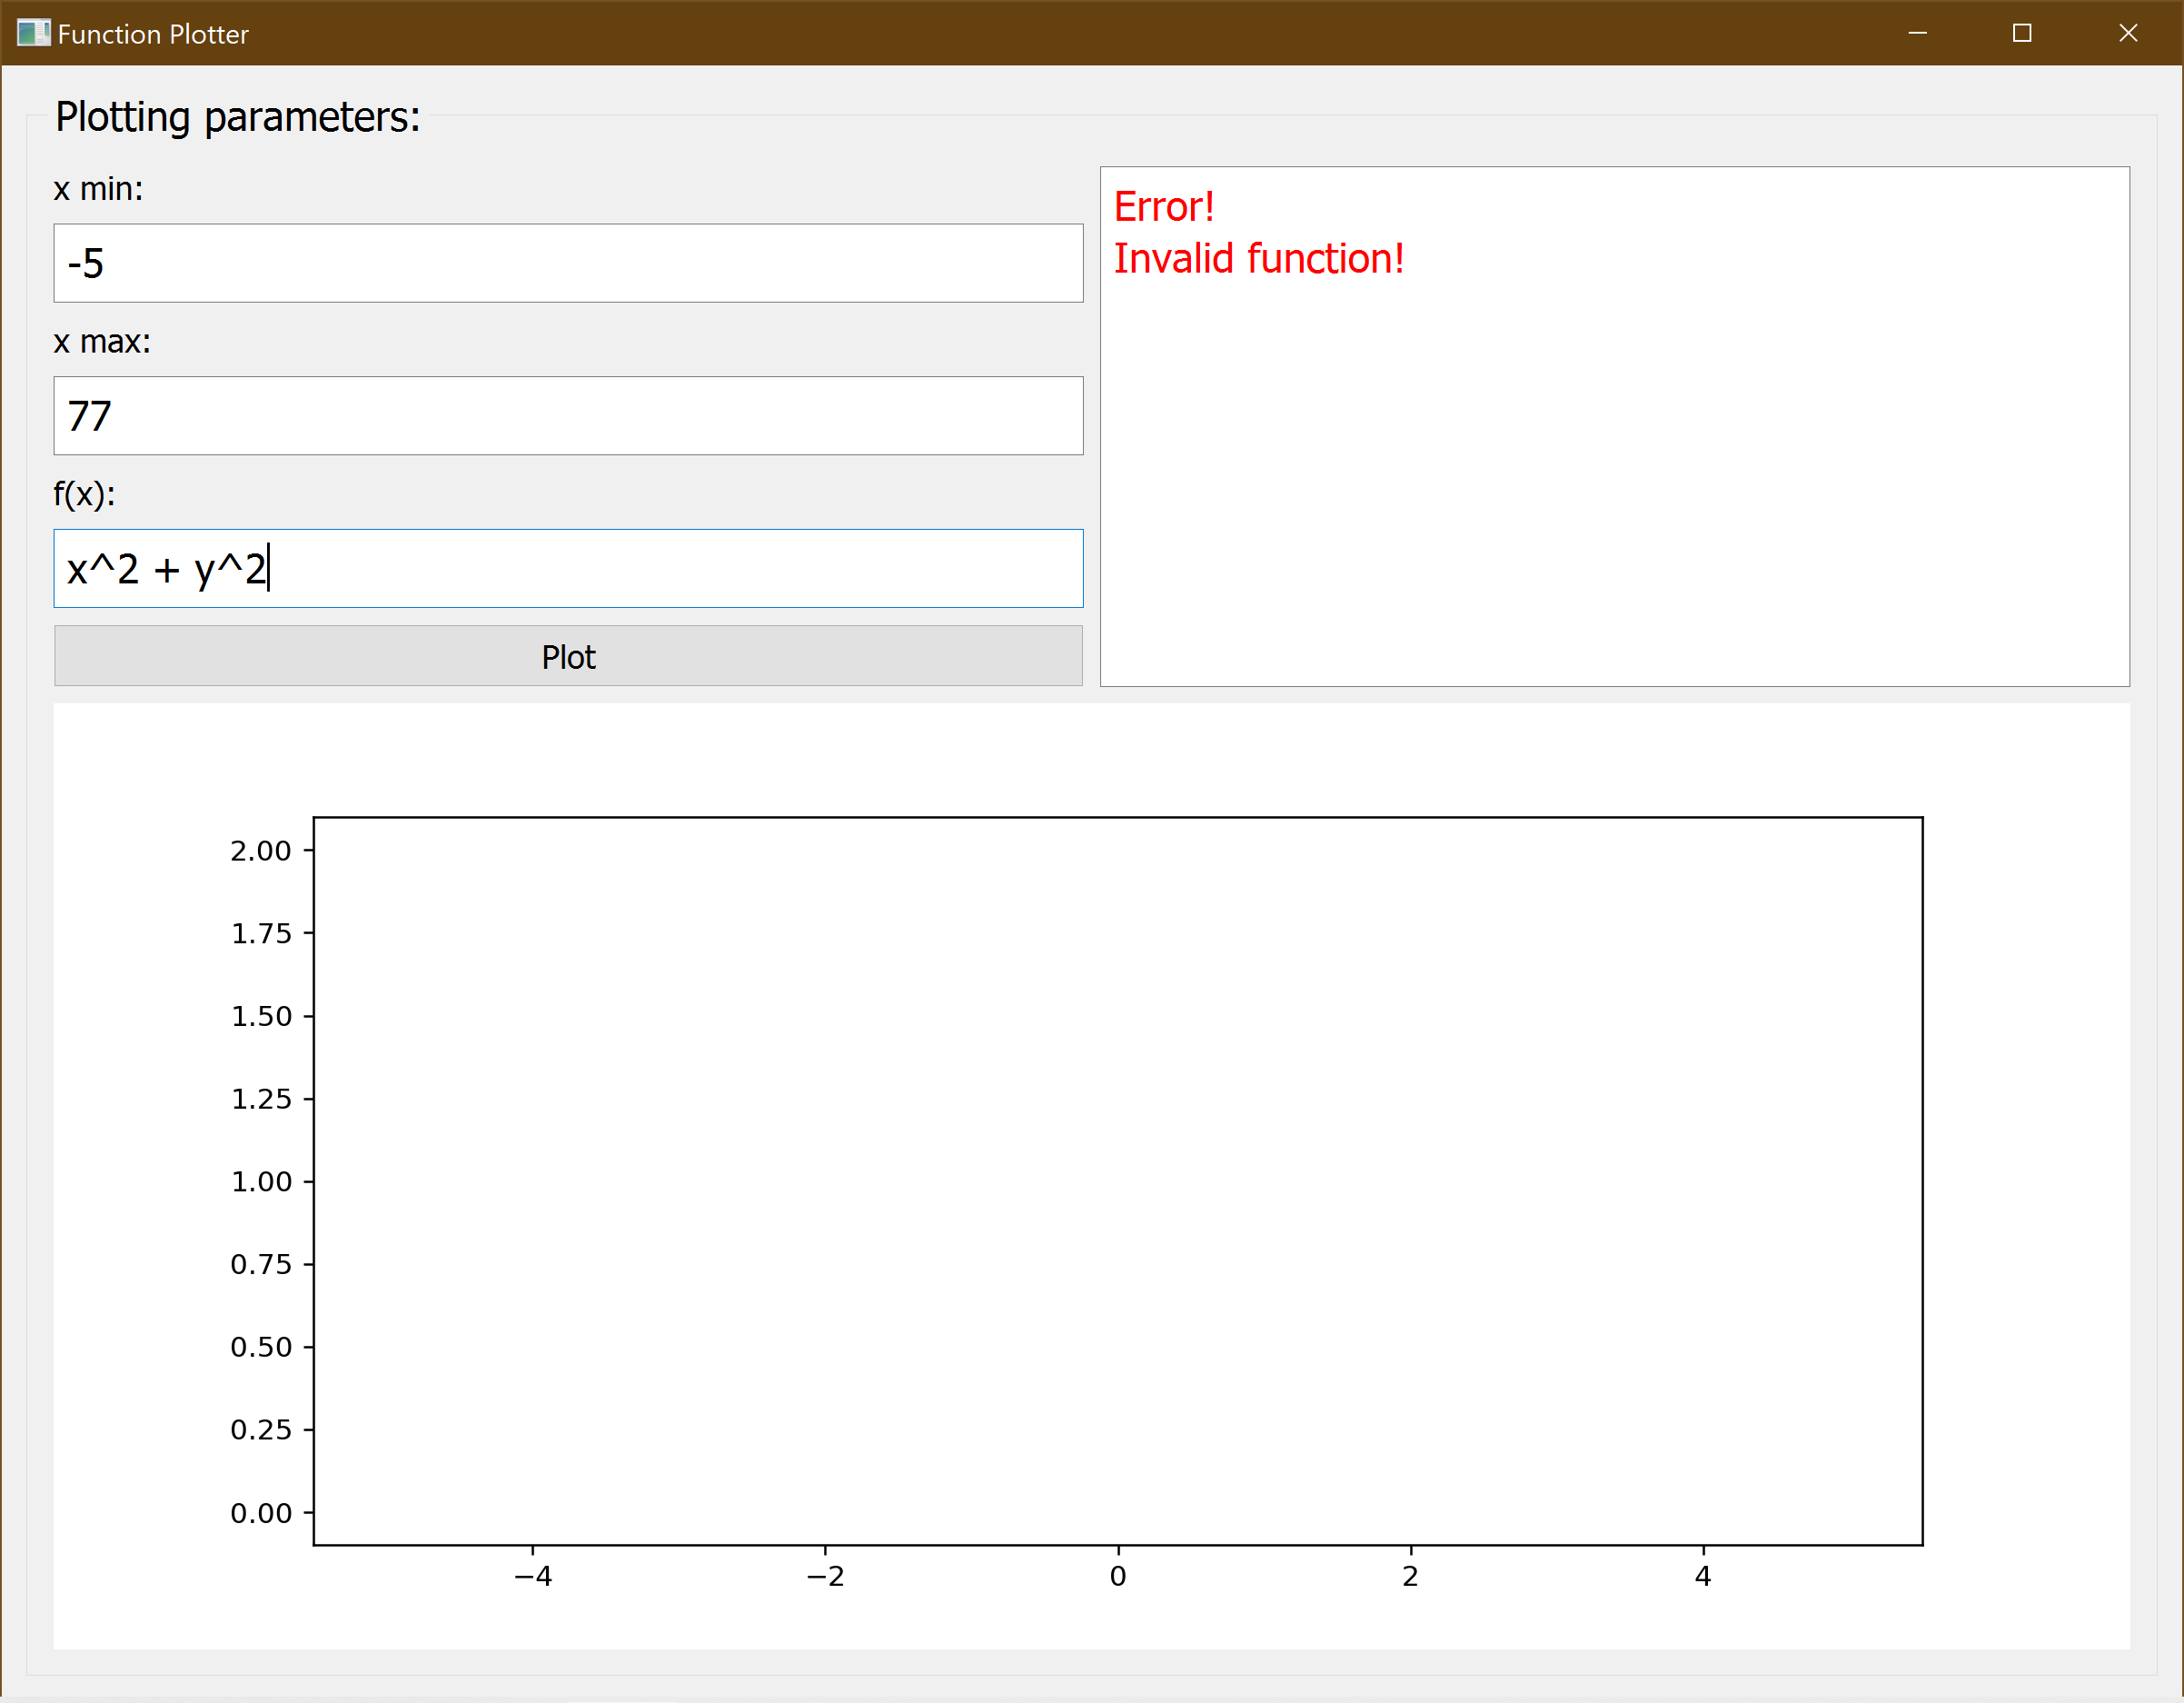 Function Plotter
Plotting parameters:
x min:
-5
x max:
77
f(x):
x^2 + y^2
Plot
Error!
Invalid function!
2.00
1.75
1.50
1.25
1.00
0.75
0.50
0.25
0.00
−4 −2 0 2 4